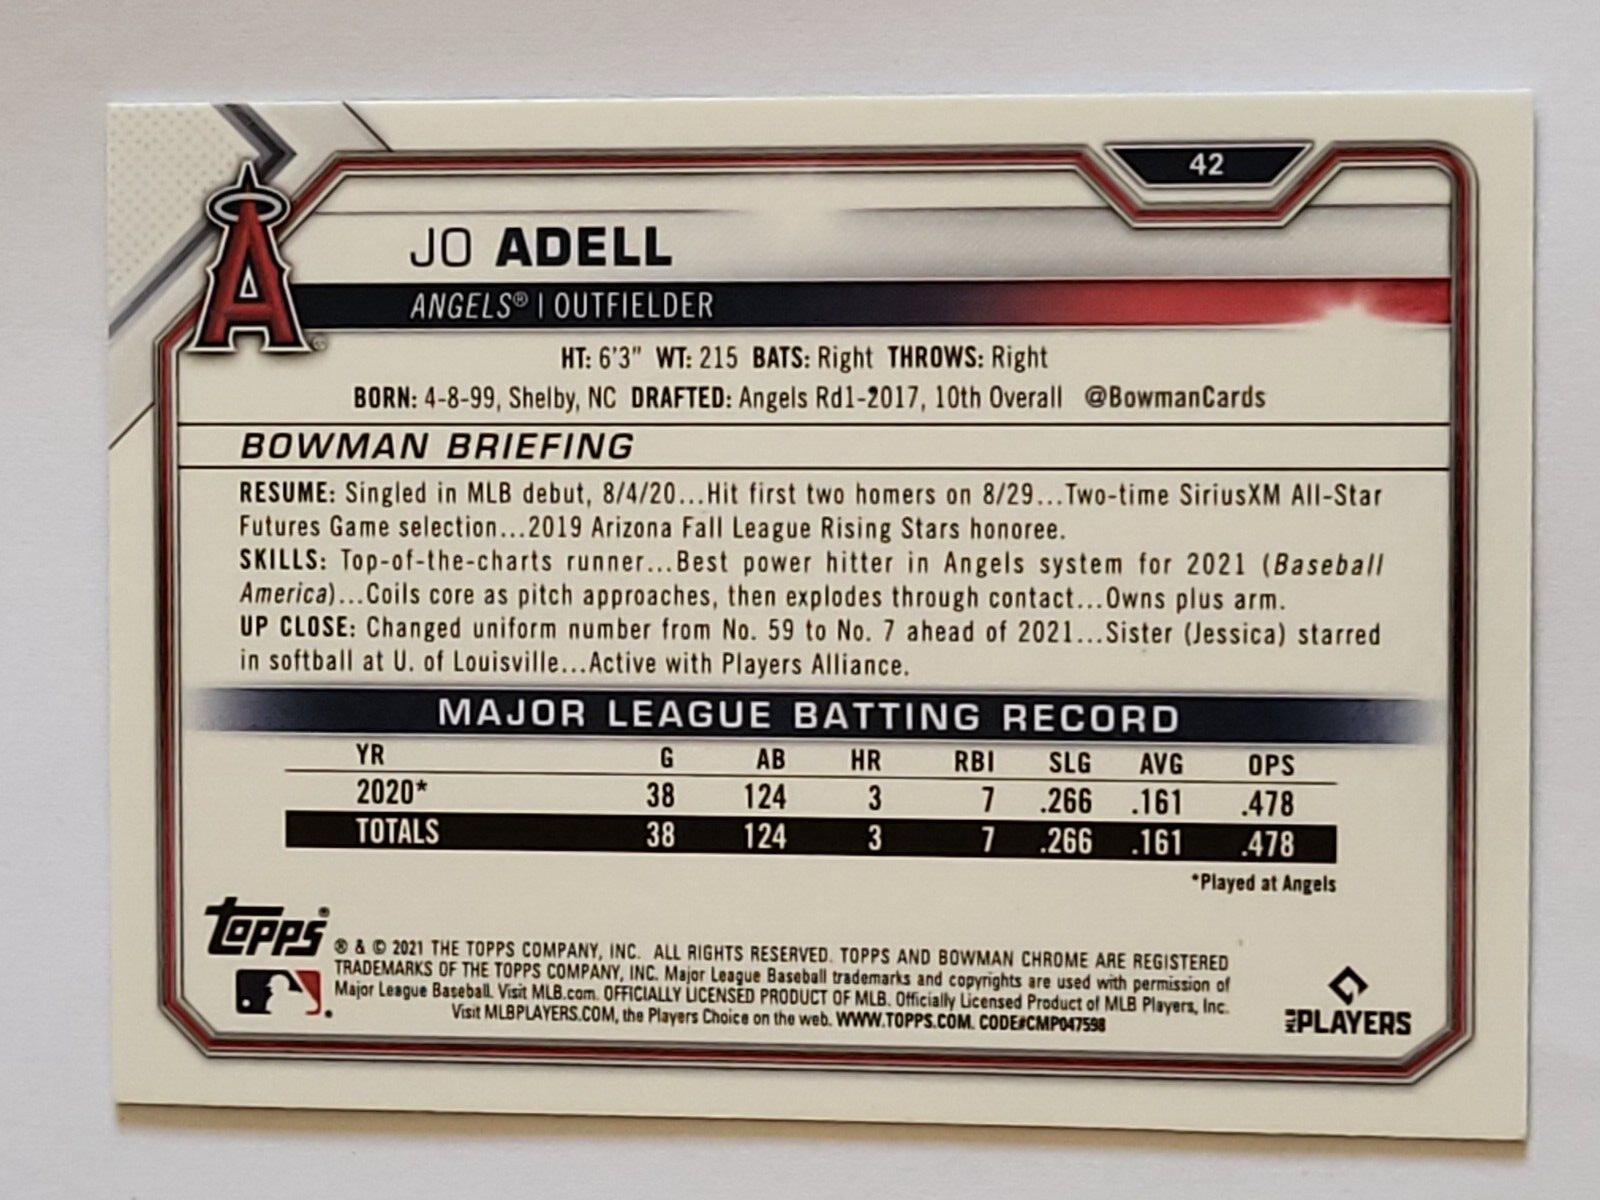 42
JO ADELL
ANGELS® | OUTFIELDER
HT: 6'3" WT: 215 BATS: Right THROWS: Right
BORN: 4-8-99, Shelby, NC DRAFTED: Angels Rd1-2017, 10th Overall @BowmanCards
BOWMAN BRIEFING
RESUME: Singled in MLB debut, 8/4/20...Hit first two homers on 8/29...Two-time SiriusXM All-Star
Futures Game selection...2019 Arizona Fall League Rising Stars honoree.
SKILLS: Top-of-the-charts runner...Best power hitter in Angels system for 2021 (Baseball
America)...Coils core as pitch approaches, then explodes through contact...Owns plus arm.
UP CLOSE: Changed uniform number from No. 59 to No. 7 ahead of 2021...Sister (Jessica) starred
in softball at U. of Louisville...Active with Players Alliance.
MAJOR LEAGUE BATTING RECORD
YR G AB HR RBI SLG AVG OPS
2020* 38 124 3 7 .266 .161 .478
TOTALS 38 124 3 7 .266 .161 .478
*Played at Angels
Topps®
® & © 2021 THE TOPPS COMPANY, INC. ALL RIGHTS RESERVED. TOPPS AND BOWMAN CHROME ARE REGISTERED
TRADEMARKS OF THE TOPPS COMPANY, INC. Major League Baseball trademarks and copyrights are used with permission of
Major League Baseball. Visit MLB.com. OFFICIALLY LICENSED PRODUCT OF MLB. Officially Licensed Product of MLB Players, Inc.
Visit MLBPLAYERS.COM, the Players Choice on the web. WWW.TOPPS.COM. CODE#CMP047598
MLB PLAYERS